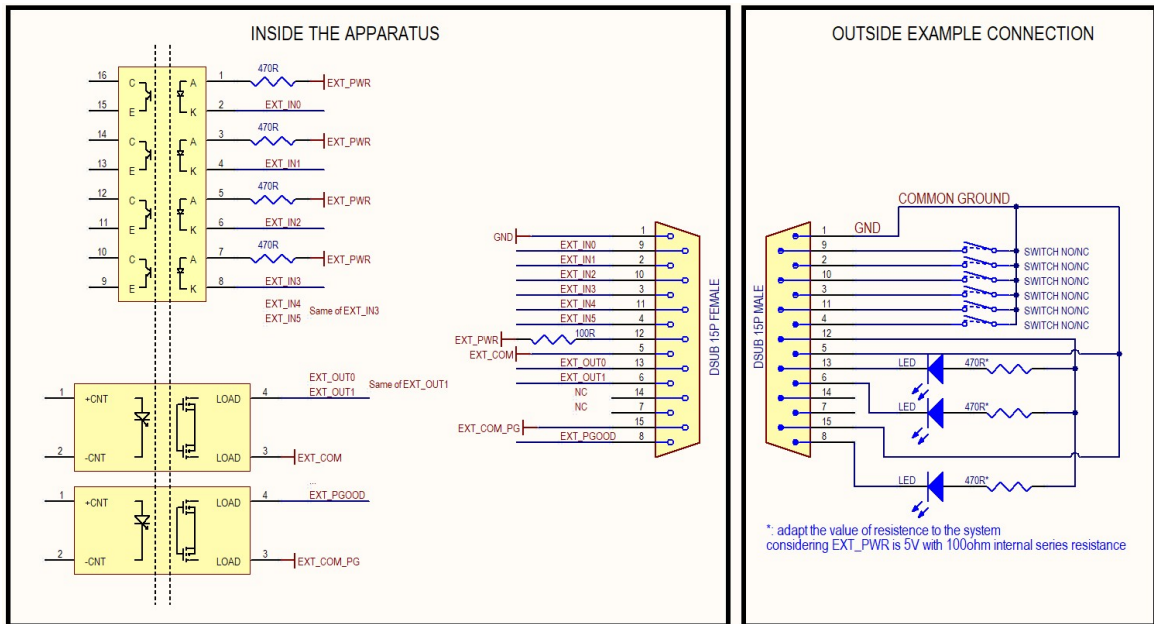 INSIDE THE APPARATUS
16 C A 1 470R EXT_PWR
15 E K 2 EXT_IN0
14 C A 3 470R EXT_PWR
13 E K 4 EXT_IN1
12 C A 5 470R EXT_PWR
11 E K 6 EXT_IN2
10 C A 7 470R EXT_PWR
9 E K 8 EXT_IN3
EXT_IN4
EXT_IN5
Same of EXT_IN3
1 +CNT LOAD 4 EXT_OUT0
EXT_OUT1
Same of EXT_OUT1
2 -CNT LOAD 3 EXT_COM
...
1 +CNT LOAD 4 EXT_PGOOD
2 -CNT LOAD 3 EXT_COM_PG
GND 1
EXT_IN0 9
EXT_IN1 2
EXT_IN2 10
EXT_IN3 3
EXT_IN4 11
EXT_IN5 4
EXT_PWR 100R 12
EXT_COM 5
EXT_OUT0 13
EXT_OUT1 6
NC 14
NC 7
EXT_COM_PG 15
EXT_PGOOD 8
DSUB 15P FEMALE
OUTSIDE EXAMPLE CONNECTION
COMMON GROUND
DSUB 15P MALE
1 GND
9 SWITCH NO/NC
2 SWITCH NO/NC
10 SWITCH NO/NC
3 SWITCH NO/NC
11 SWITCH NO/NC
4 SWITCH NO/NC
12
5
13 LED 470R*
6
14 LED 470R*
7
15
8
LED 470R*
*: adapt the value of resistence to the system
considering EXT_PWR is 5V with 100ohm internal series resistance